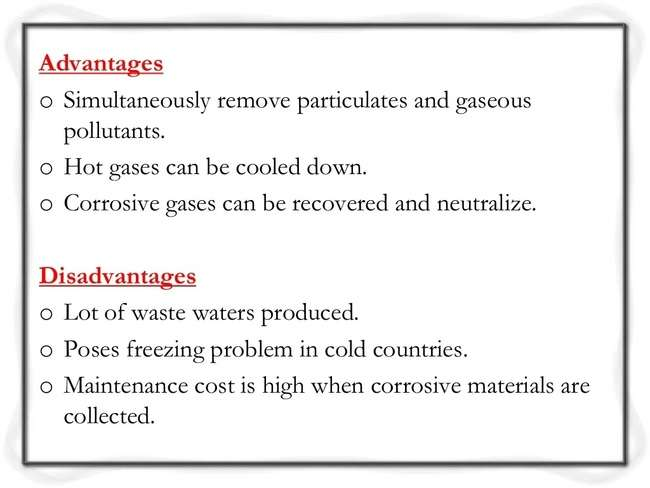 Advantages
o Simultaneously remove particulates and gaseous
pollutants.
o Hot gases can be cooled down.
o Corrosive gases can be recovered and neutralize.
Disadvantages
o Lot of waste waters produced.
o Poses freezing problem in cold countries.
o Maintenance cost is high when corrosive materials are
collected.